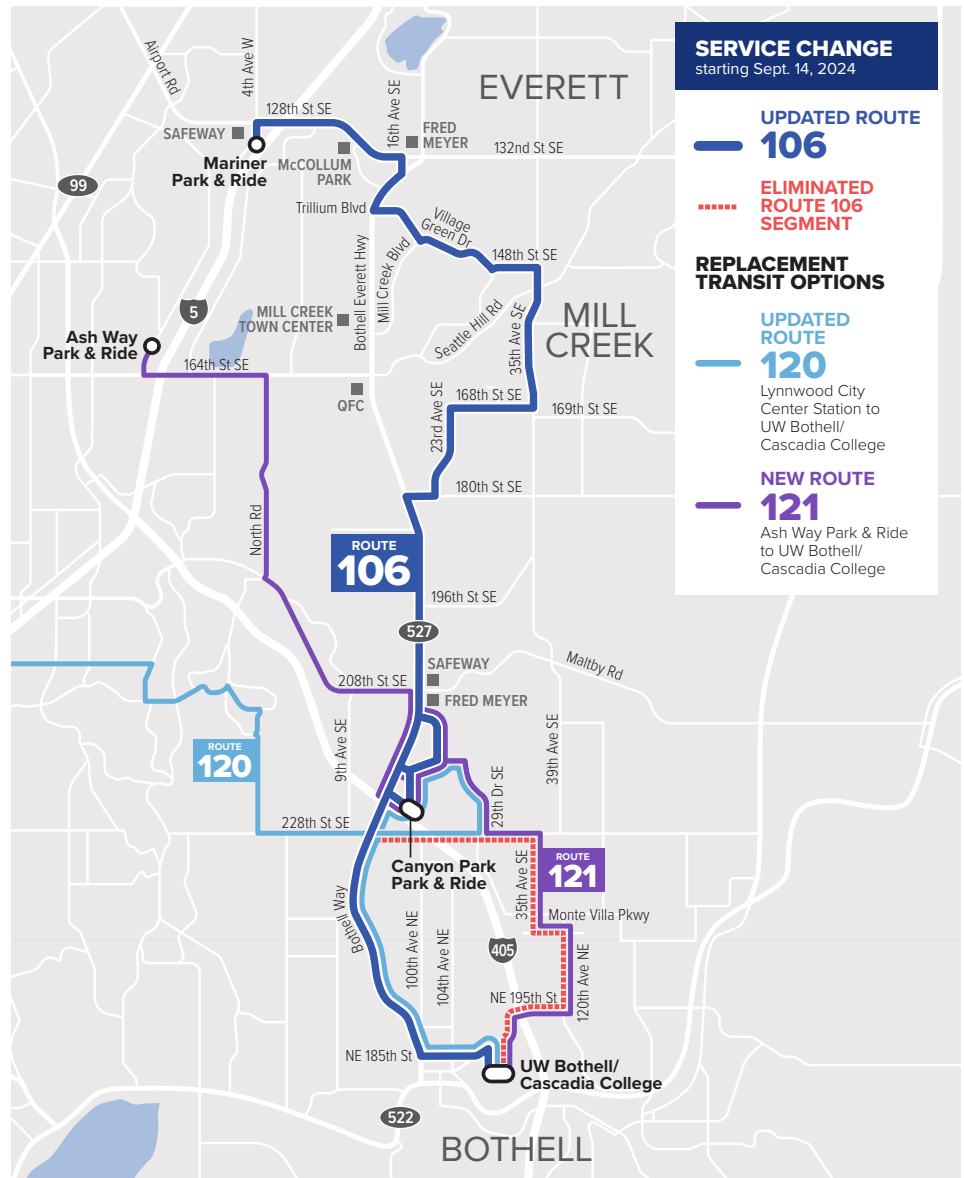 SERVICE CHANGE
starting Sept. 14, 2024
UPDATED ROUTE
106
ELIMINATED
ROUTE 106
SEGMENT
REPLACEMENT
TRANSIT OPTIONS
UPDATED
ROUTE
120
Lynnwood City
Center Station to
UW Bothell/
Cascadia College
NEW ROUTE
121
Ash Way Park & Ride
to UW Bothell/
Cascadia College
Airport Rd
4th Ave W
16th Ave SE
EVERETT
128th St SE
SAFEWAY
FRED
MEYER
132nd St SE
Mariner
Park & Ride
McCOLLUM
PARK
99
Trillium Blvd
Village
Green Dr
Bothell Everett Hwy
Mill Creek Blvd
148th St SE
5
MILL CREEK
TOWN CENTER
Seattle Hill Rd
35th Ave SE
MILL
CREEK
Ash Way
Park & Ride
164th St SE
QFC
23rd Ave SE
168th St SE
169th St SE
180th St SE
North Rd
ROUTE
106
196th St SE
527
SAFEWAY
Maltby Rd
208th St SE
FRED MEYER
9th Ave SE
39th Ave SE
ROUTE
120
29th Dr SE
228th St SE
Canyon Park
Park & Ride
35th Ave SE
ROUTE
121
Bothell Way
100th Ave NE
104th Ave NE
Monte Villa Pkwy
405
120th Ave NE
NE 195th St
NE 185th St
UW Bothell/
Cascadia College
522
BOTHELL